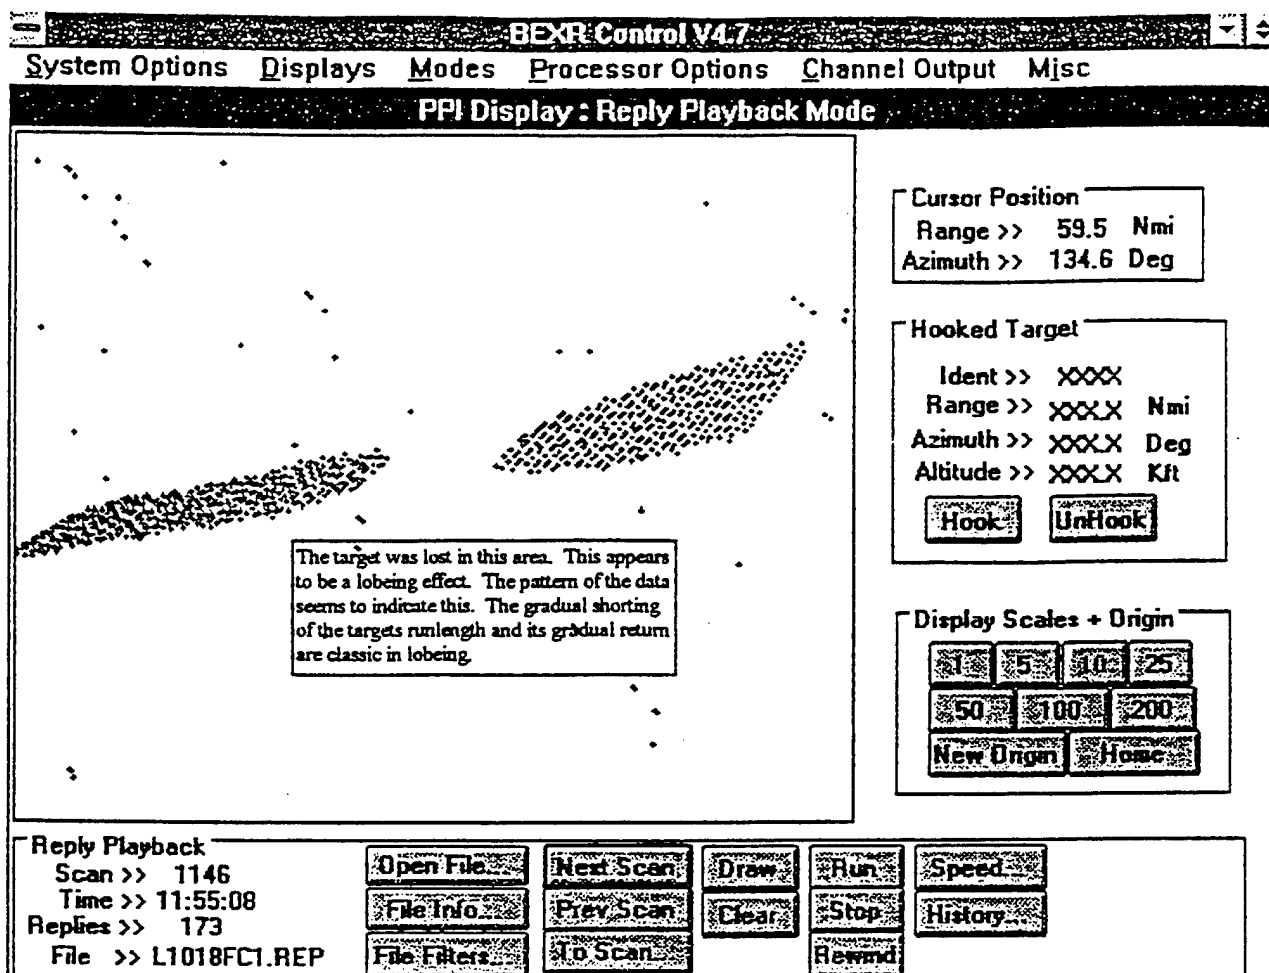 BEXR Control V4.7
System Options Displays Modes Processor Options Channel Output Misc
PPI Display : Reply Playback Mode
Cursor Position
Range >> 59.5 Nmi
Azimuth >> 134.6 Deg
Hooked Target
Ident >> XXXX
Range >> XXX.X Nmi
Azimuth >> XXX.X Deg
Altitude >> XXX.X Kft
Hook UnHook
The target was lost in this area. This appears
to be a lobeing effect. The pattern of the data
seems to indicate this. The gradual shorting
of the targets runlength and its gradual return
are classic in lobeing.
Display Scales + Origin
1 5 10 25
50 100 200
New Origin Home
Reply Playback
Scan >> 1146
Time >> 11:55:08
Replies >> 173
File >> L1018FC1.REP
Open File... Next Scan Draw Run Speed...
File Info... Prev Scan Clear Stop History...
File Filters... To Scan... Rewind